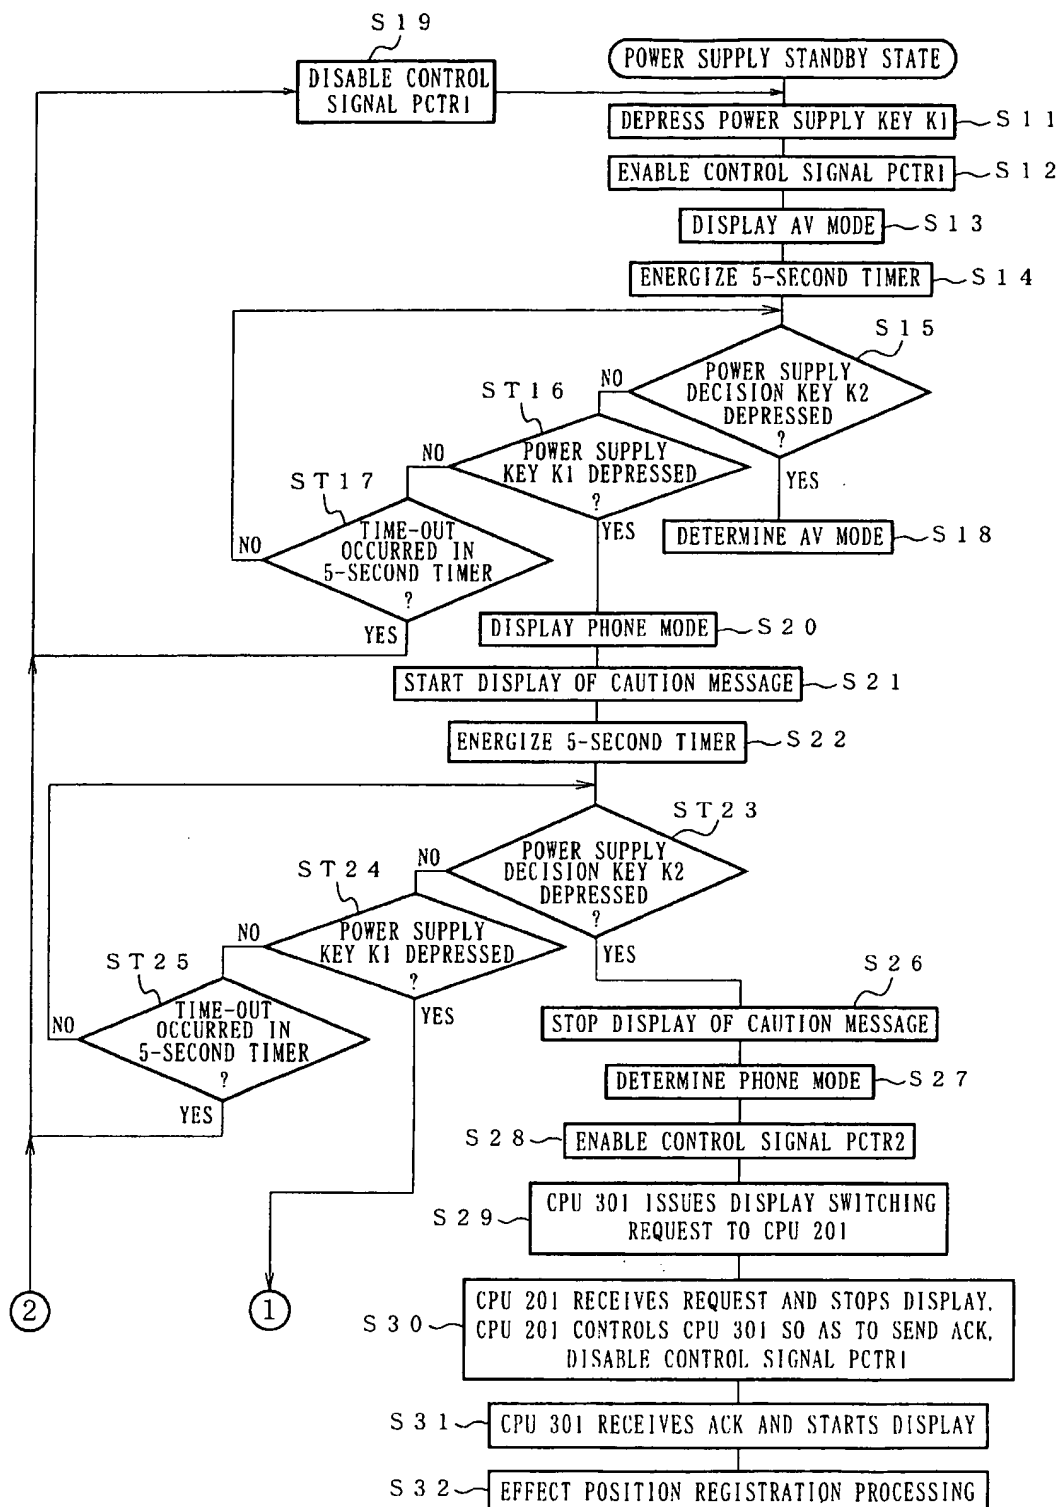 S19
DISABLE CONTROL
SIGNAL PCTR1
POWER SUPPLY STANDBY STATE
DEPRESS POWER SUPPLY KEY K1
S11
ENABLE CONTROL SIGNAL PCTR1
S12
DISPLAY AV MODE
S13
ENERGIZE 5-SECOND TIMER
S14
S15
POWER SUPPLY
DECISION KEY K2
DEPRESSED
?
NO
YES
ST16
POWER SUPPLY
KEY K1 DEPRESSED
?
NO
YES
DETERMINE AV MODE
S18
ST17
TIME-OUT
OCCURRED IN
5-SECOND TIMER
?
NO
YES
DISPLAY PHONE MODE
S20
START DISPLAY OF CAUTION MESSAGE
S21
ENERGIZE 5-SECOND TIMER
S22
ST23
POWER SUPPLY
DECISION KEY K2
DEPRESSED
?
NO
YES
ST24
POWER SUPPLY
KEY K1 DEPRESSED
?
NO
YES
ST25
TIME-OUT
OCCURRED IN
5-SECOND TIMER
?
NO
YES
S26
STOP DISPLAY OF CAUTION MESSAGE
DETERMINE PHONE MODE
S27
S28
ENABLE CONTROL SIGNAL PCTR2
S29
CPU 301 ISSUES DISPLAY SWITCHING
REQUEST TO CPU 201
2
1
S30
CPU 201 RECEIVES REQUEST AND STOPS DISPLAY.
CPU 201 CONTROLS CPU 301 SO AS TO SEND ACK.
DISABLE CONTROL SIGNAL PCTR1
S31
CPU 301 RECEIVES ACK AND STARTS DISPLAY
S32
EFFECT POSITION REGISTRATION PROCESSING